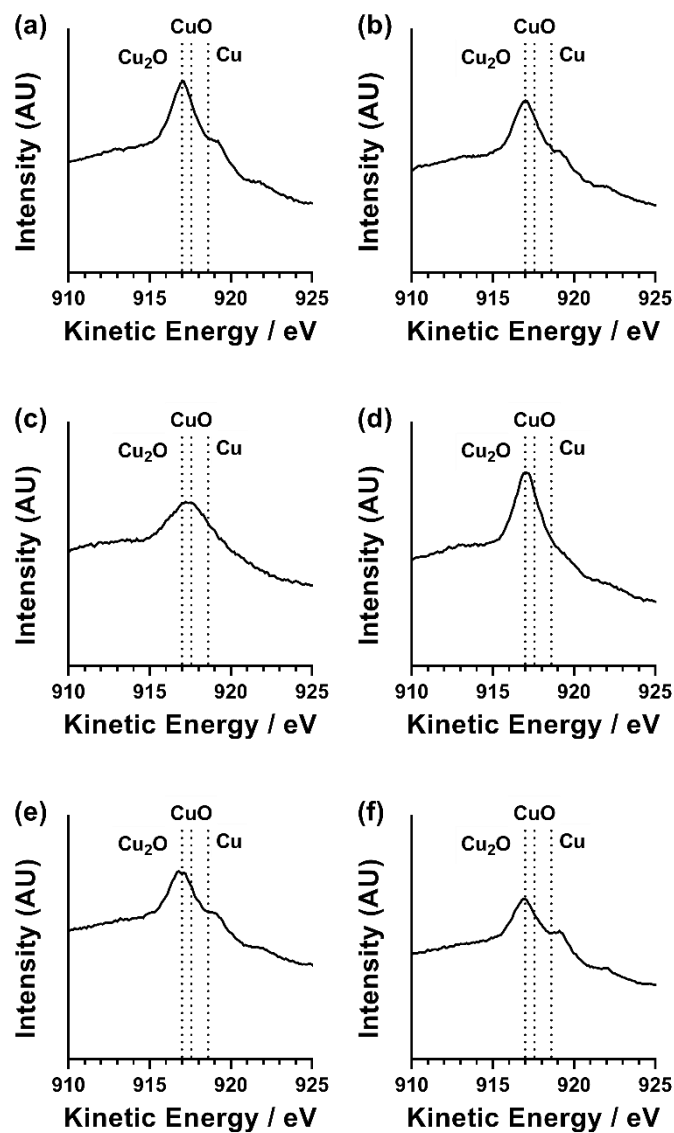 (a)
CuO
Cu₂O
Cu
Intensity (AU)
910 915 920 925
Kinetic Energy / eV
(b)
CuO
Cu₂O
Cu
Intensity (AU)
910 915 920 925
Kinetic Energy / eV
(c)
CuO
Cu₂O
Cu
Intensity (AU)
910 915 920 925
Kinetic Energy / eV
(d)
CuO
Cu₂O
Cu
Intensity (AU)
910 915 920 925
Kinetic Energy / eV
(e)
CuO
Cu₂O
Cu
Intensity (AU)
910 915 920 925
Kinetic Energy / eV
(f)
CuO
Cu₂O
Cu
Intensity (AU)
910 915 920 925
Kinetic Energy / eV